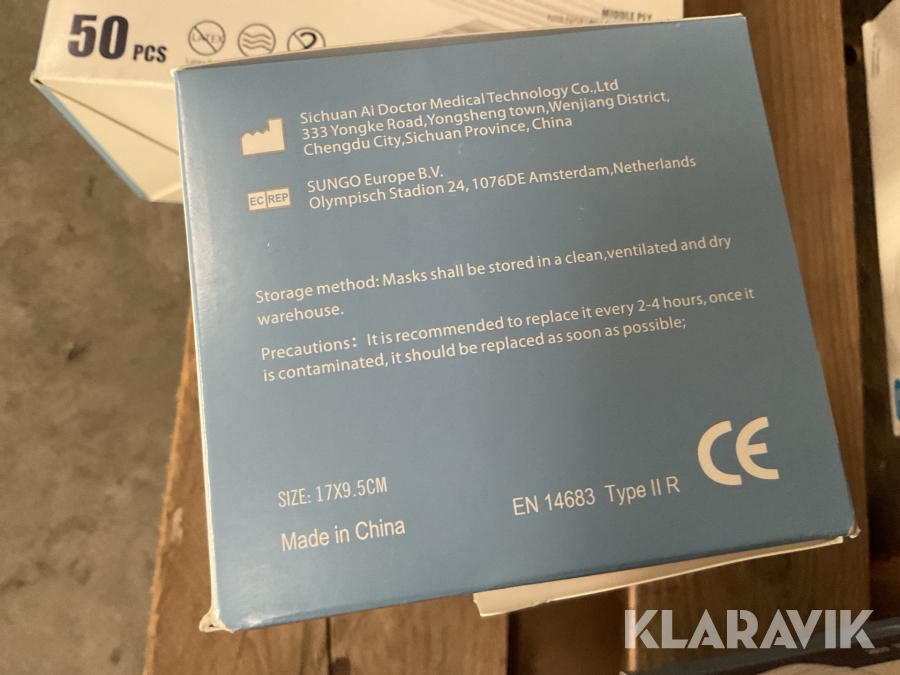 50 PCS
LATEX
MIDDLE PLY
Sichuan Ai Doctor Medical Technology Co.,Ltd
333 Yongke Road,Yongsheng town,Wenjiang District,
Chengdu City,Sichuan Province, China
EC REP
SUNGO Europe B.V.
Olympisch Stadion 24, 1076DE Amsterdam,Netherlands
Storage method: Masks shall be stored in a clean,ventilated and dry
warehouse.
Precautions: It is recommended to replace it every 2-4 hours, once it
is contaminated, it should be replaced as soon as possible;
CE
SIZE: 17X9.5CM
EN 14683 Type II R
Made in China
KLARAVIK